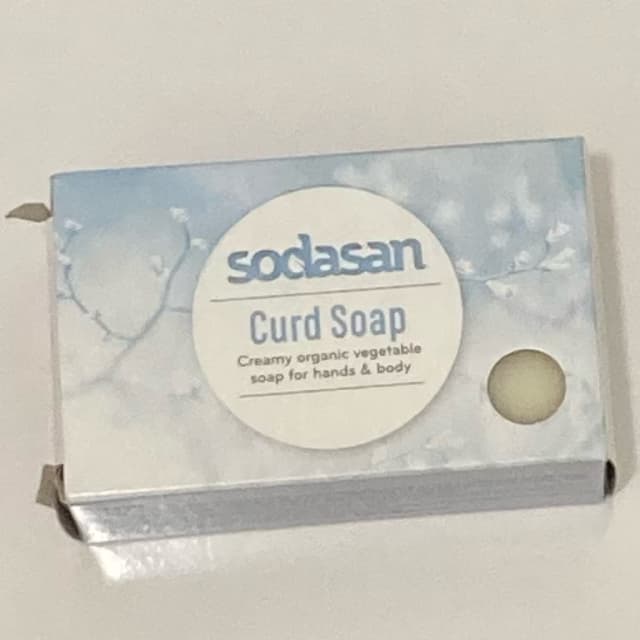 sodasan
Curd Soap
Creamy organic vegetable
soap for hands & body